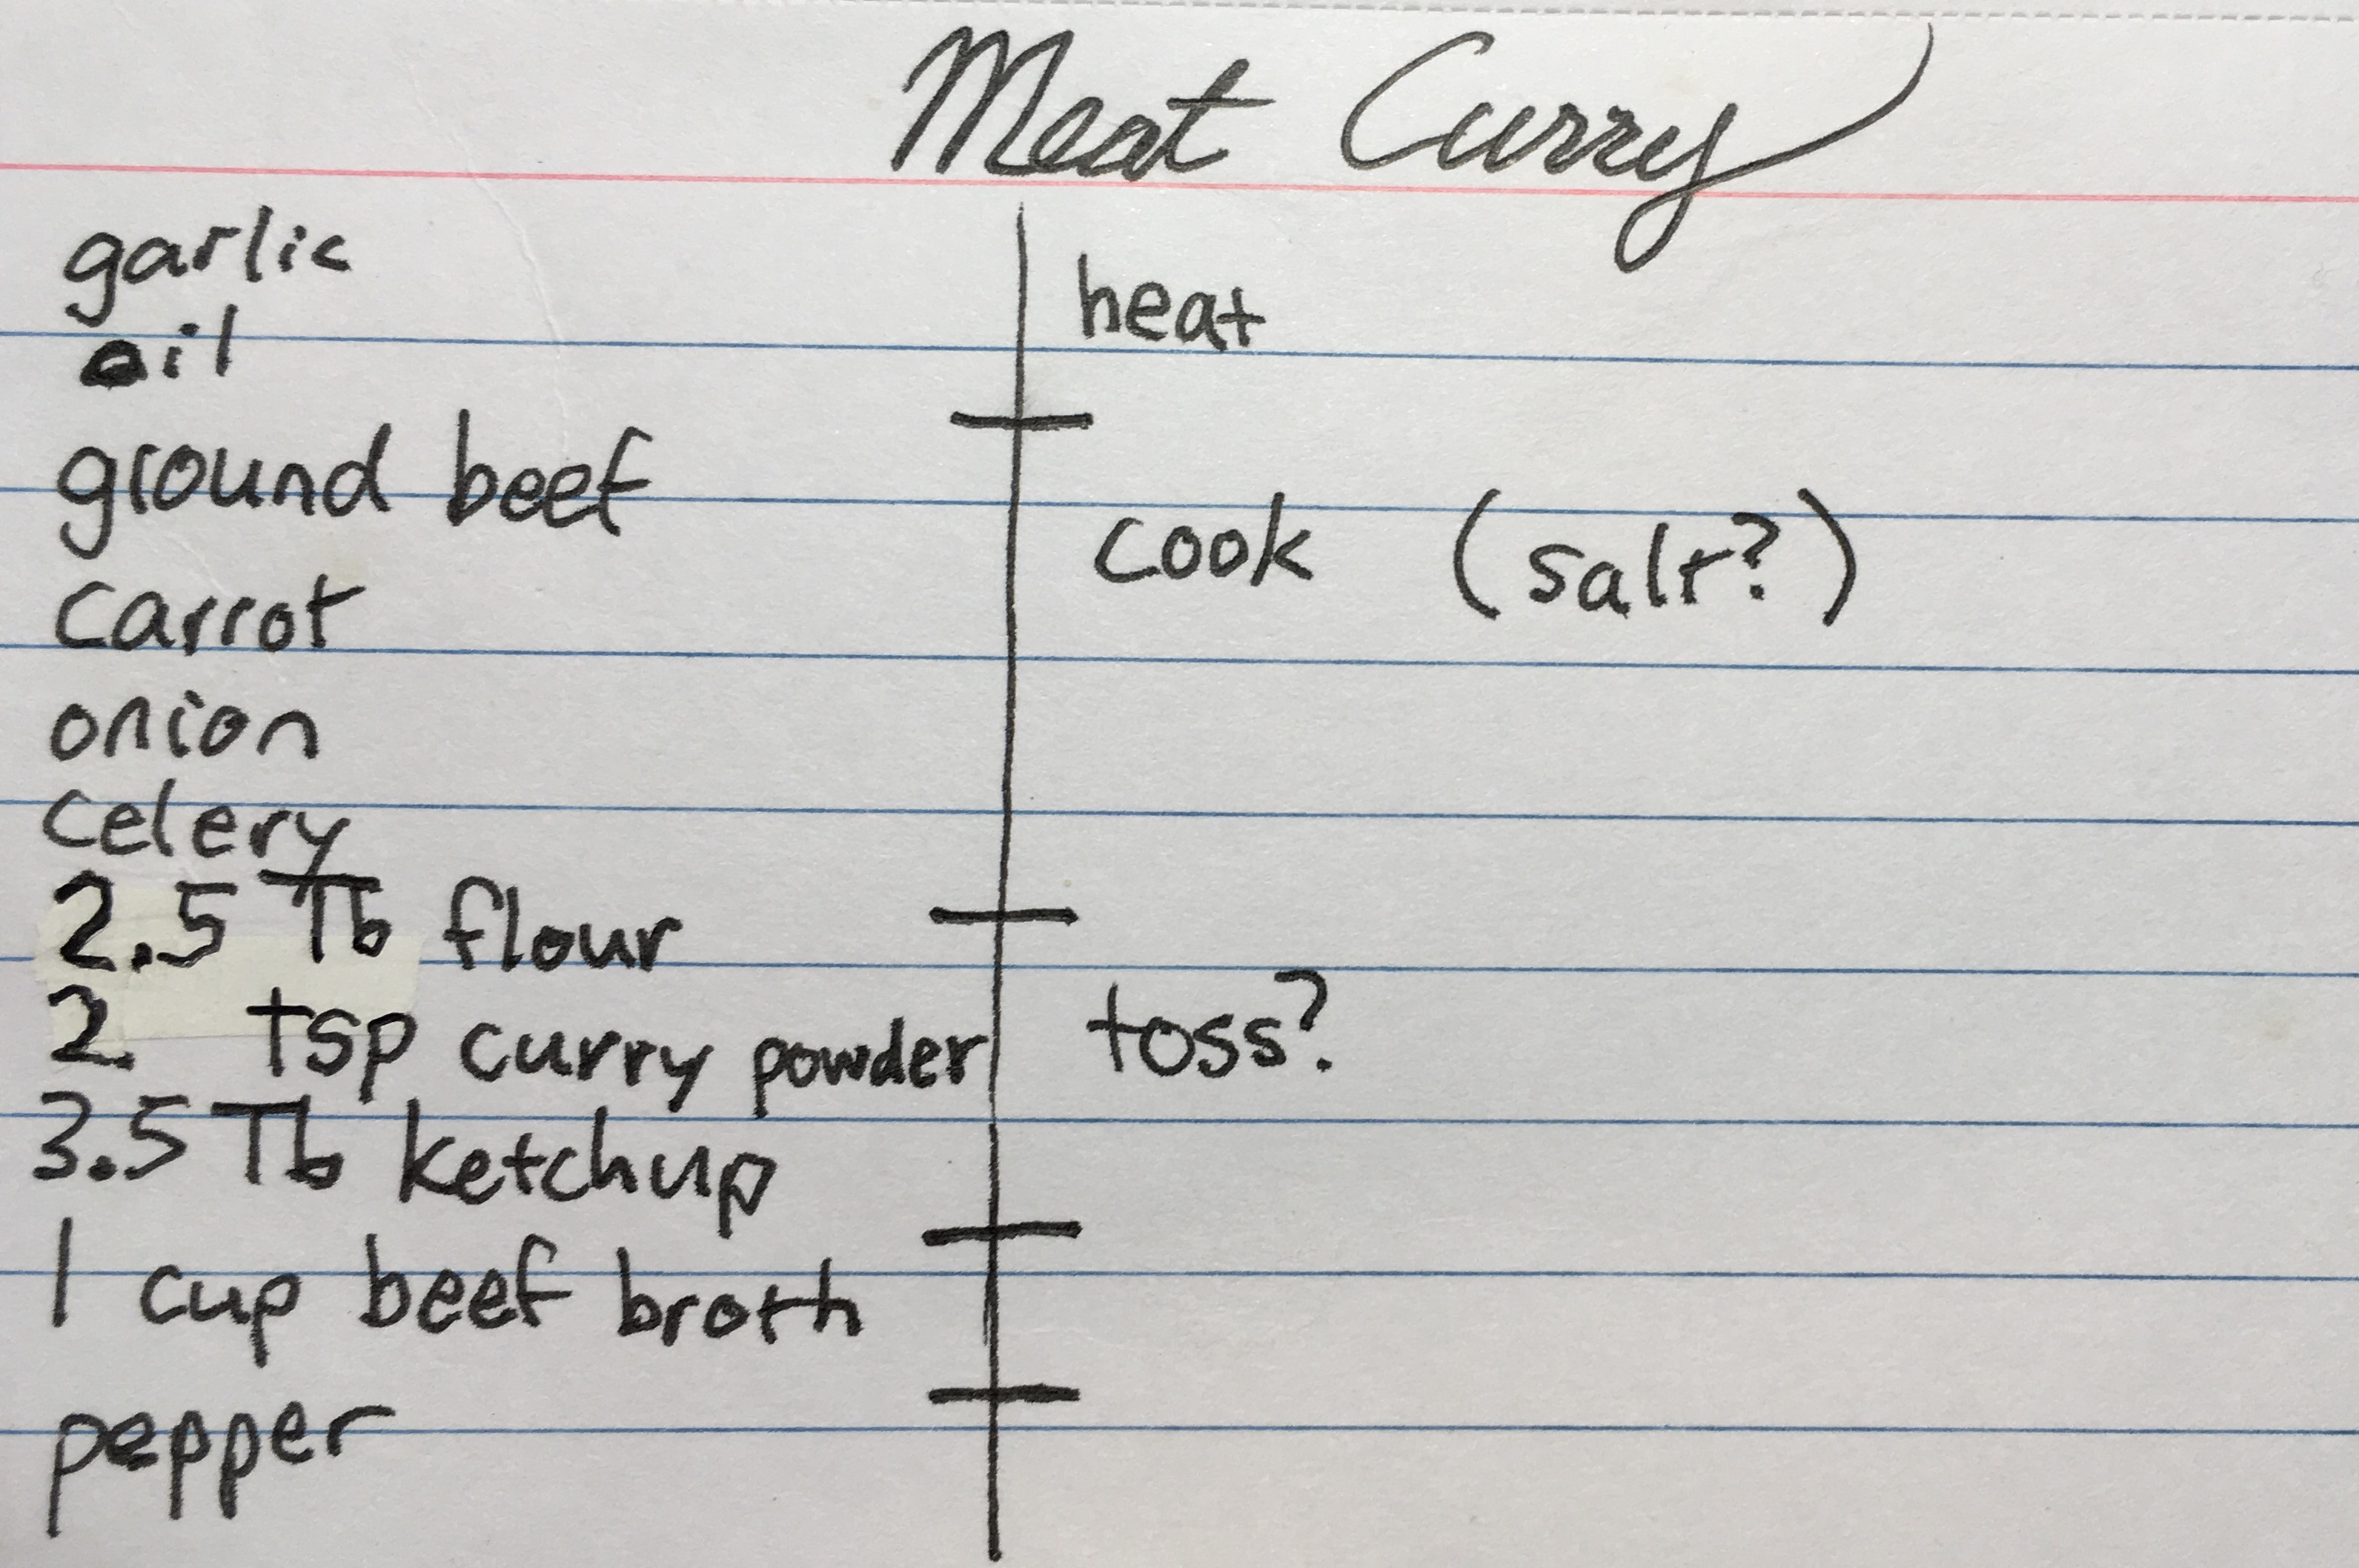 Meat Curry
garlic
oil
heat
ground beef
carrot
cook (salt?)
onion
celery
2.5 Tb flour
2. tsp curry powder
toss?
3.5 Tb ketchup
1 cup beef broth
pepper